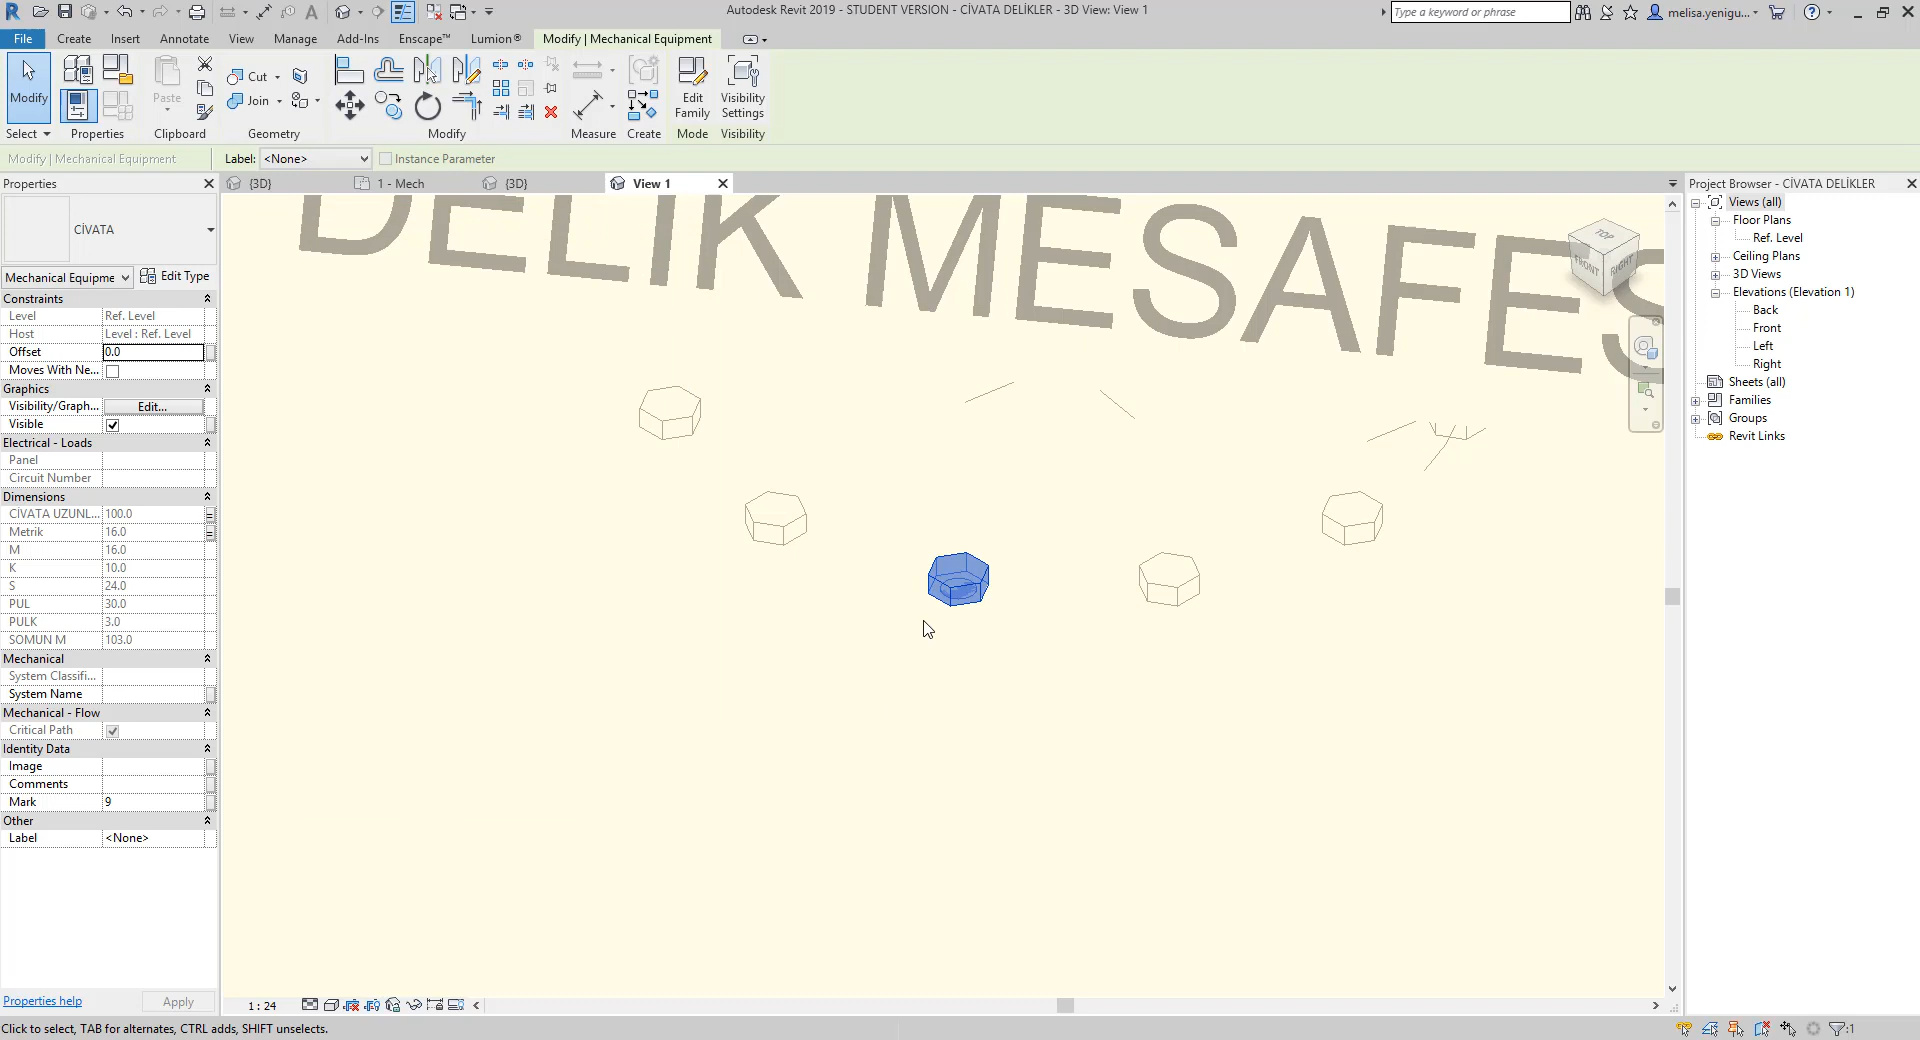 Autodesk Revit 2019 - STUDENT VERSION - CİVATA DELİKLER - 3D View: View 1
Type a keyword or phrase
melisa.yenigu...
File Create Insert Annotate View Manage Add-Ins Enscape™ Lumion® Modify | Mechanical Equipment
Modify
Paste
Cut
Join
Edit Family
Visibility Settings
Select Properties Clipboard Geometry Modify Measure Create Mode Visibility
Modify | Mechanical Equipment Label: <None> Instance Parameter
Properties
{3D} 1 - Mech {3D} View 1
Project Browser - CİVATA DELİKLER
CİVATA
Mechanical Equipme Edit Type
Constraints
Level Ref. Level
Host Level : Ref. Level
Offset 0.0
Moves With Ne...
Graphics
Visibility/Graph... Edit...
Visible
Electrical - Loads
Panel
Circuit Number
Dimensions
CİVATA UZUNL... 100.0
Metrik 16.0
M 16.0
K 10.0
S 24.0
PUL 30.0
PULK 3.0
SOMUN M 103.0
Mechanical
System Classifi...
System Name
Mechanical - Flow
Critical Path
Identity Data
Image
Comments
Mark 9
Other
Label <None>
Properties help Apply
DELIK MESAFES
TOP
FRONT
RIGHT
Views (all)
Floor Plans
Ref. Level
Ceiling Plans
3D Views
Elevations (Elevation 1)
Back
Front
Left
Right
Sheets (all)
Families
Groups
Revit Links
1 : 24
Click to select, TAB for alternates, CTRL adds, SHIFT unselects.
:1